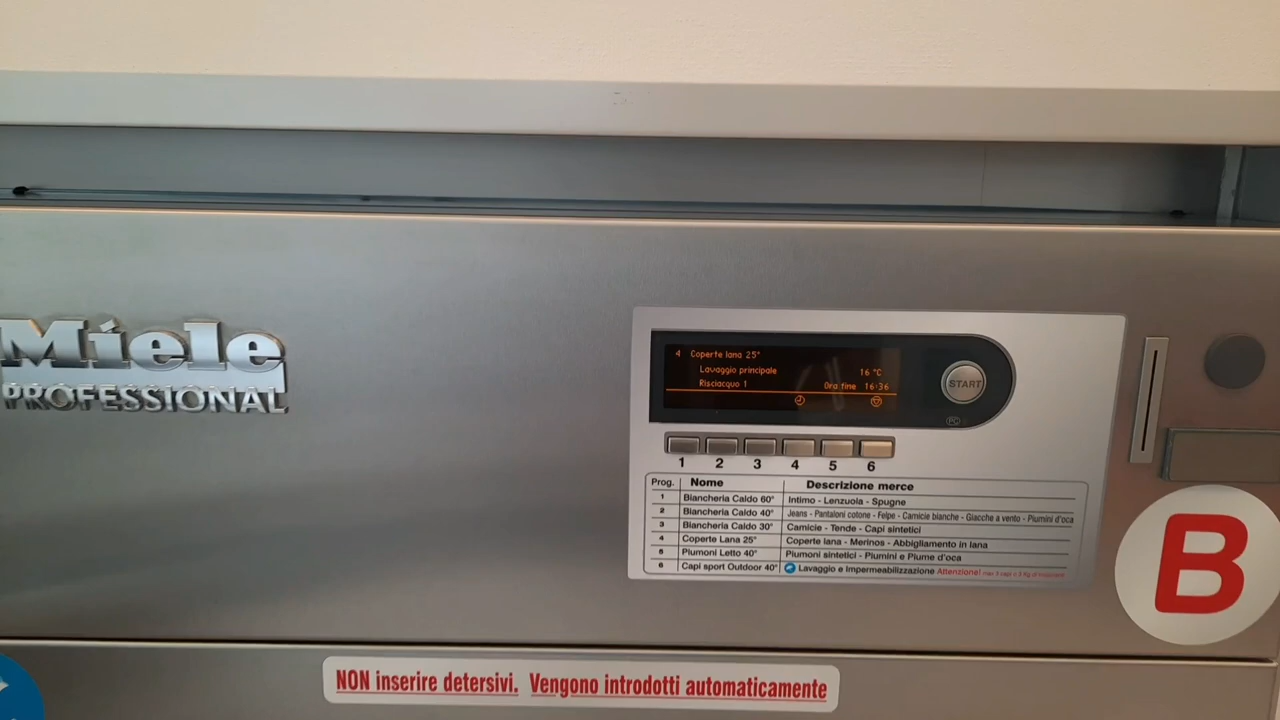 Miele
PROFESSIONAL
4 Coperte lana 25°
Lavaggio principale 16 °C
Risciacquo 1 Ora fine 16:36
START
PC
1 2 3 4 5 6
Prog. Nome Descrizione merce
1 Biancheria Caldo 60° Intimo - Lenzuola - Spugne
2 Biancheria Caldo 40° Jeans - Pantaloni cotone - Felpe - Camicie bianche - Giacche a vento - Piumini d'oca
3 Biancheria Caldo 30° Camicie - Tende - Capi sintetici
4 Coperte Lana 25° Coperte lana - Merinos - Abbigliamento in lana
5 Piumoni Letto 40° Piumoni sintetici - Piumini e Piume d'oca
6 Capi sport Outdoor 40° Lavaggio e Impermeabilizzazione Attenzione!
B
NON inserire detersivi. Vengono introdotti automaticamente